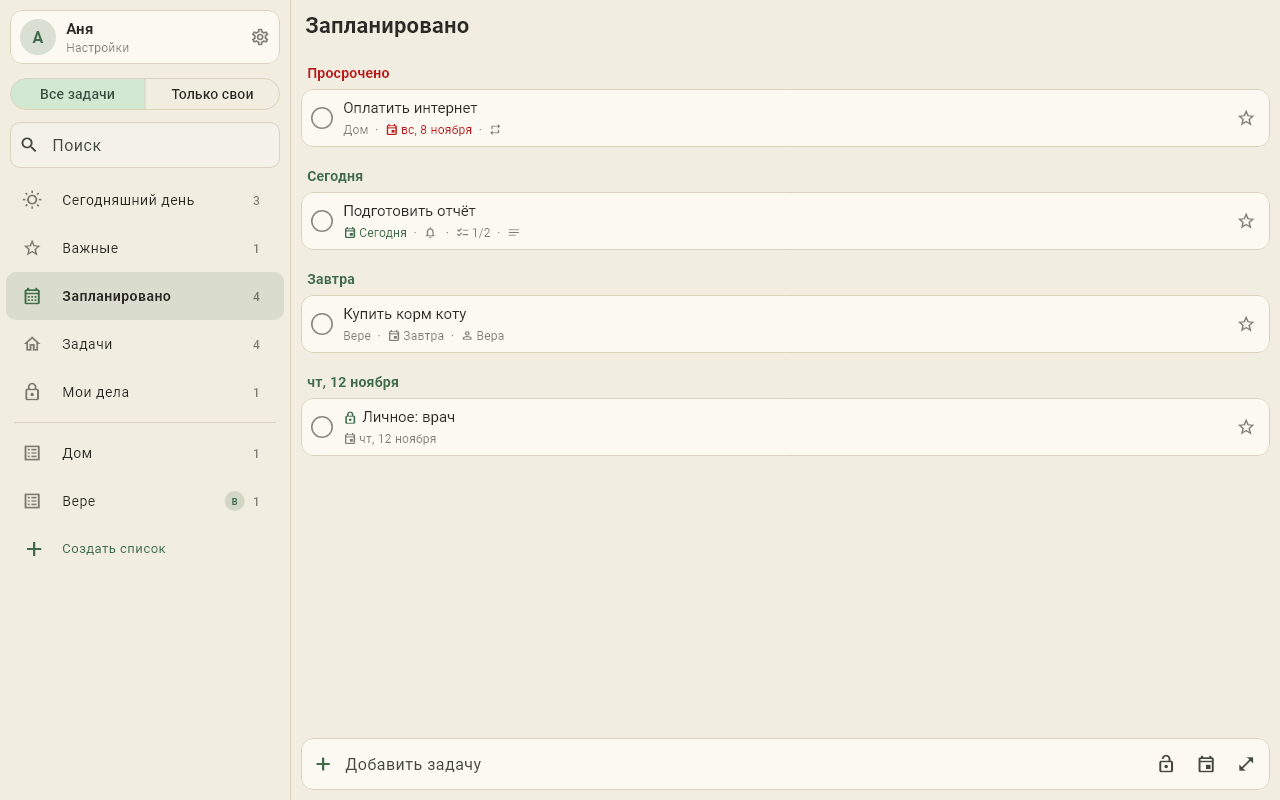 А
Аня
Настройки
Все задачи
Только свои
Поиск
Сегодняшний день 3
Важные 1
Запланировано 4
Задачи 4
Мои дела 1
Дом 1
Вере В 1
Создать список
Запланировано
Просрочено
Оплатить интернет
Дом · вс, 8 ноября ·
Сегодня
Подготовить отчёт
Сегодня · · 1/2 ·
Завтра
Купить корм коту
Вере · Завтра · Вера
чт, 12 ноября
Личное: врач
чт, 12 ноября
Добавить задачу